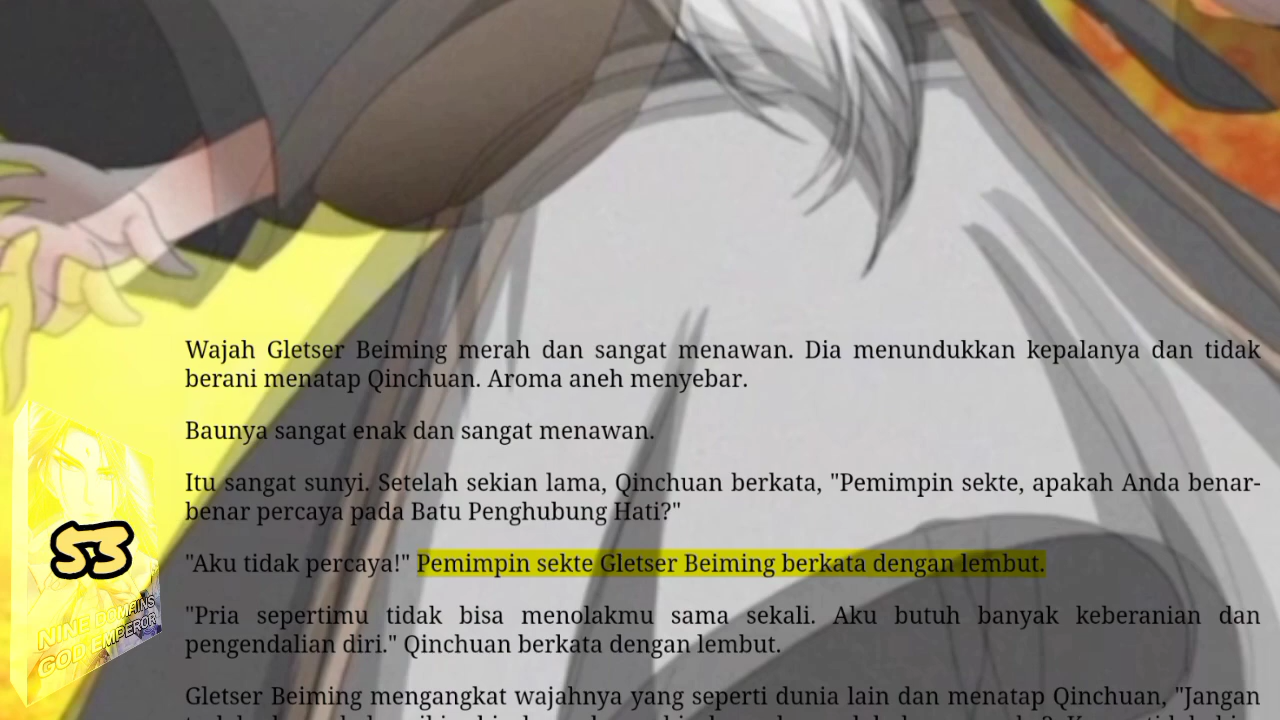 Wajah Gletser Beiming merah dan sangat menawan. Dia menundukkan kepalanya dan tidak
berani menatap Qinchuan. Aroma aneh menyebar.
Baunya sangat enak dan sangat menawan.
Itu sangat sunyi. Setelah sekian lama, Qinchuan berkata, "Pemimpin sekte, apakah Anda benar-
benar percaya pada Batu Penghubung Hati?"
"Aku tidak percaya!" Pemimpin sekte Gletser Beiming berkata dengan lembut.
"Pria sepertimu tidak bisa menolakmu sama sekali. Aku butuh banyak keberanian dan
pengendalian diri." Qinchuan berkata dengan lembut.
Gletser Beiming mengangkat wajahnya yang seperti dunia lain dan menatap Qinchuan, "Jangan
53
NINE DOMAINS
GOD EMPEROR